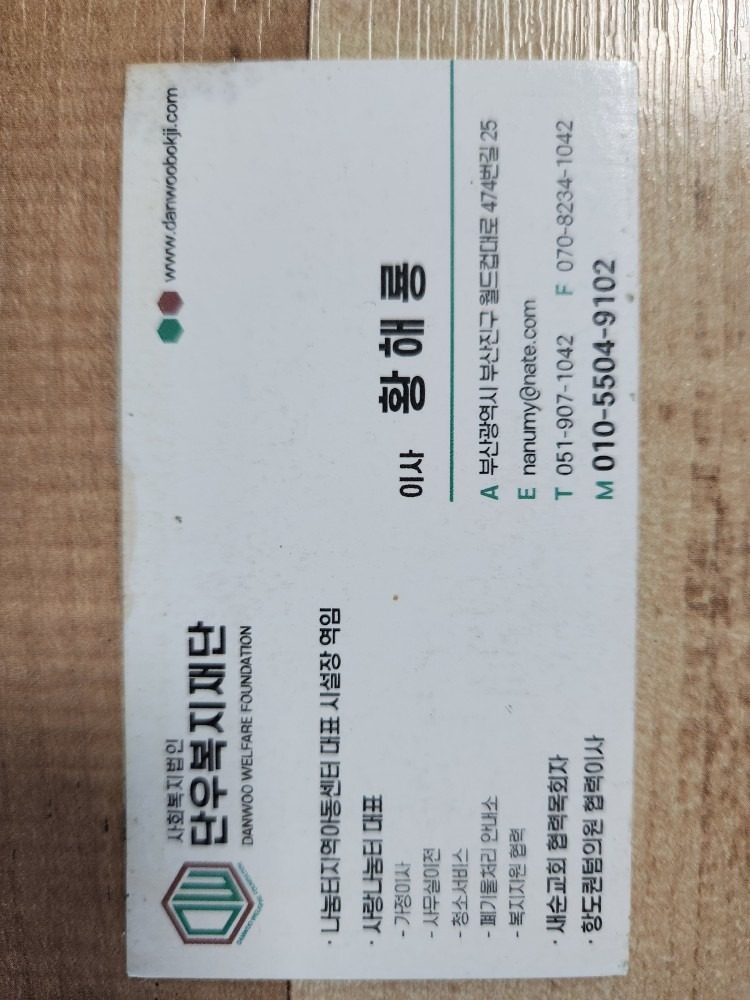 사회복지법인
단우복지재단
DANWOO WELFARE FOUNDATION
www.danwoobokji.com
· 나눔터지역아동센터 대표 시설장 역임
· 사랑나눔터 대표
- 가정이사
- 사무실이전
- 청소서비스
- 폐기물처리 안내소
- 복지지원 협력
· 새순교회 협력목회자
· 항도퀀텀의원 협력이사
이사 황해룡
A 부산광역시 부산진구 월드컵대로 474번길 25
E nanumy@nate.com
T 051-907-1042 F 070-8234-1042
M 010-5504-9102